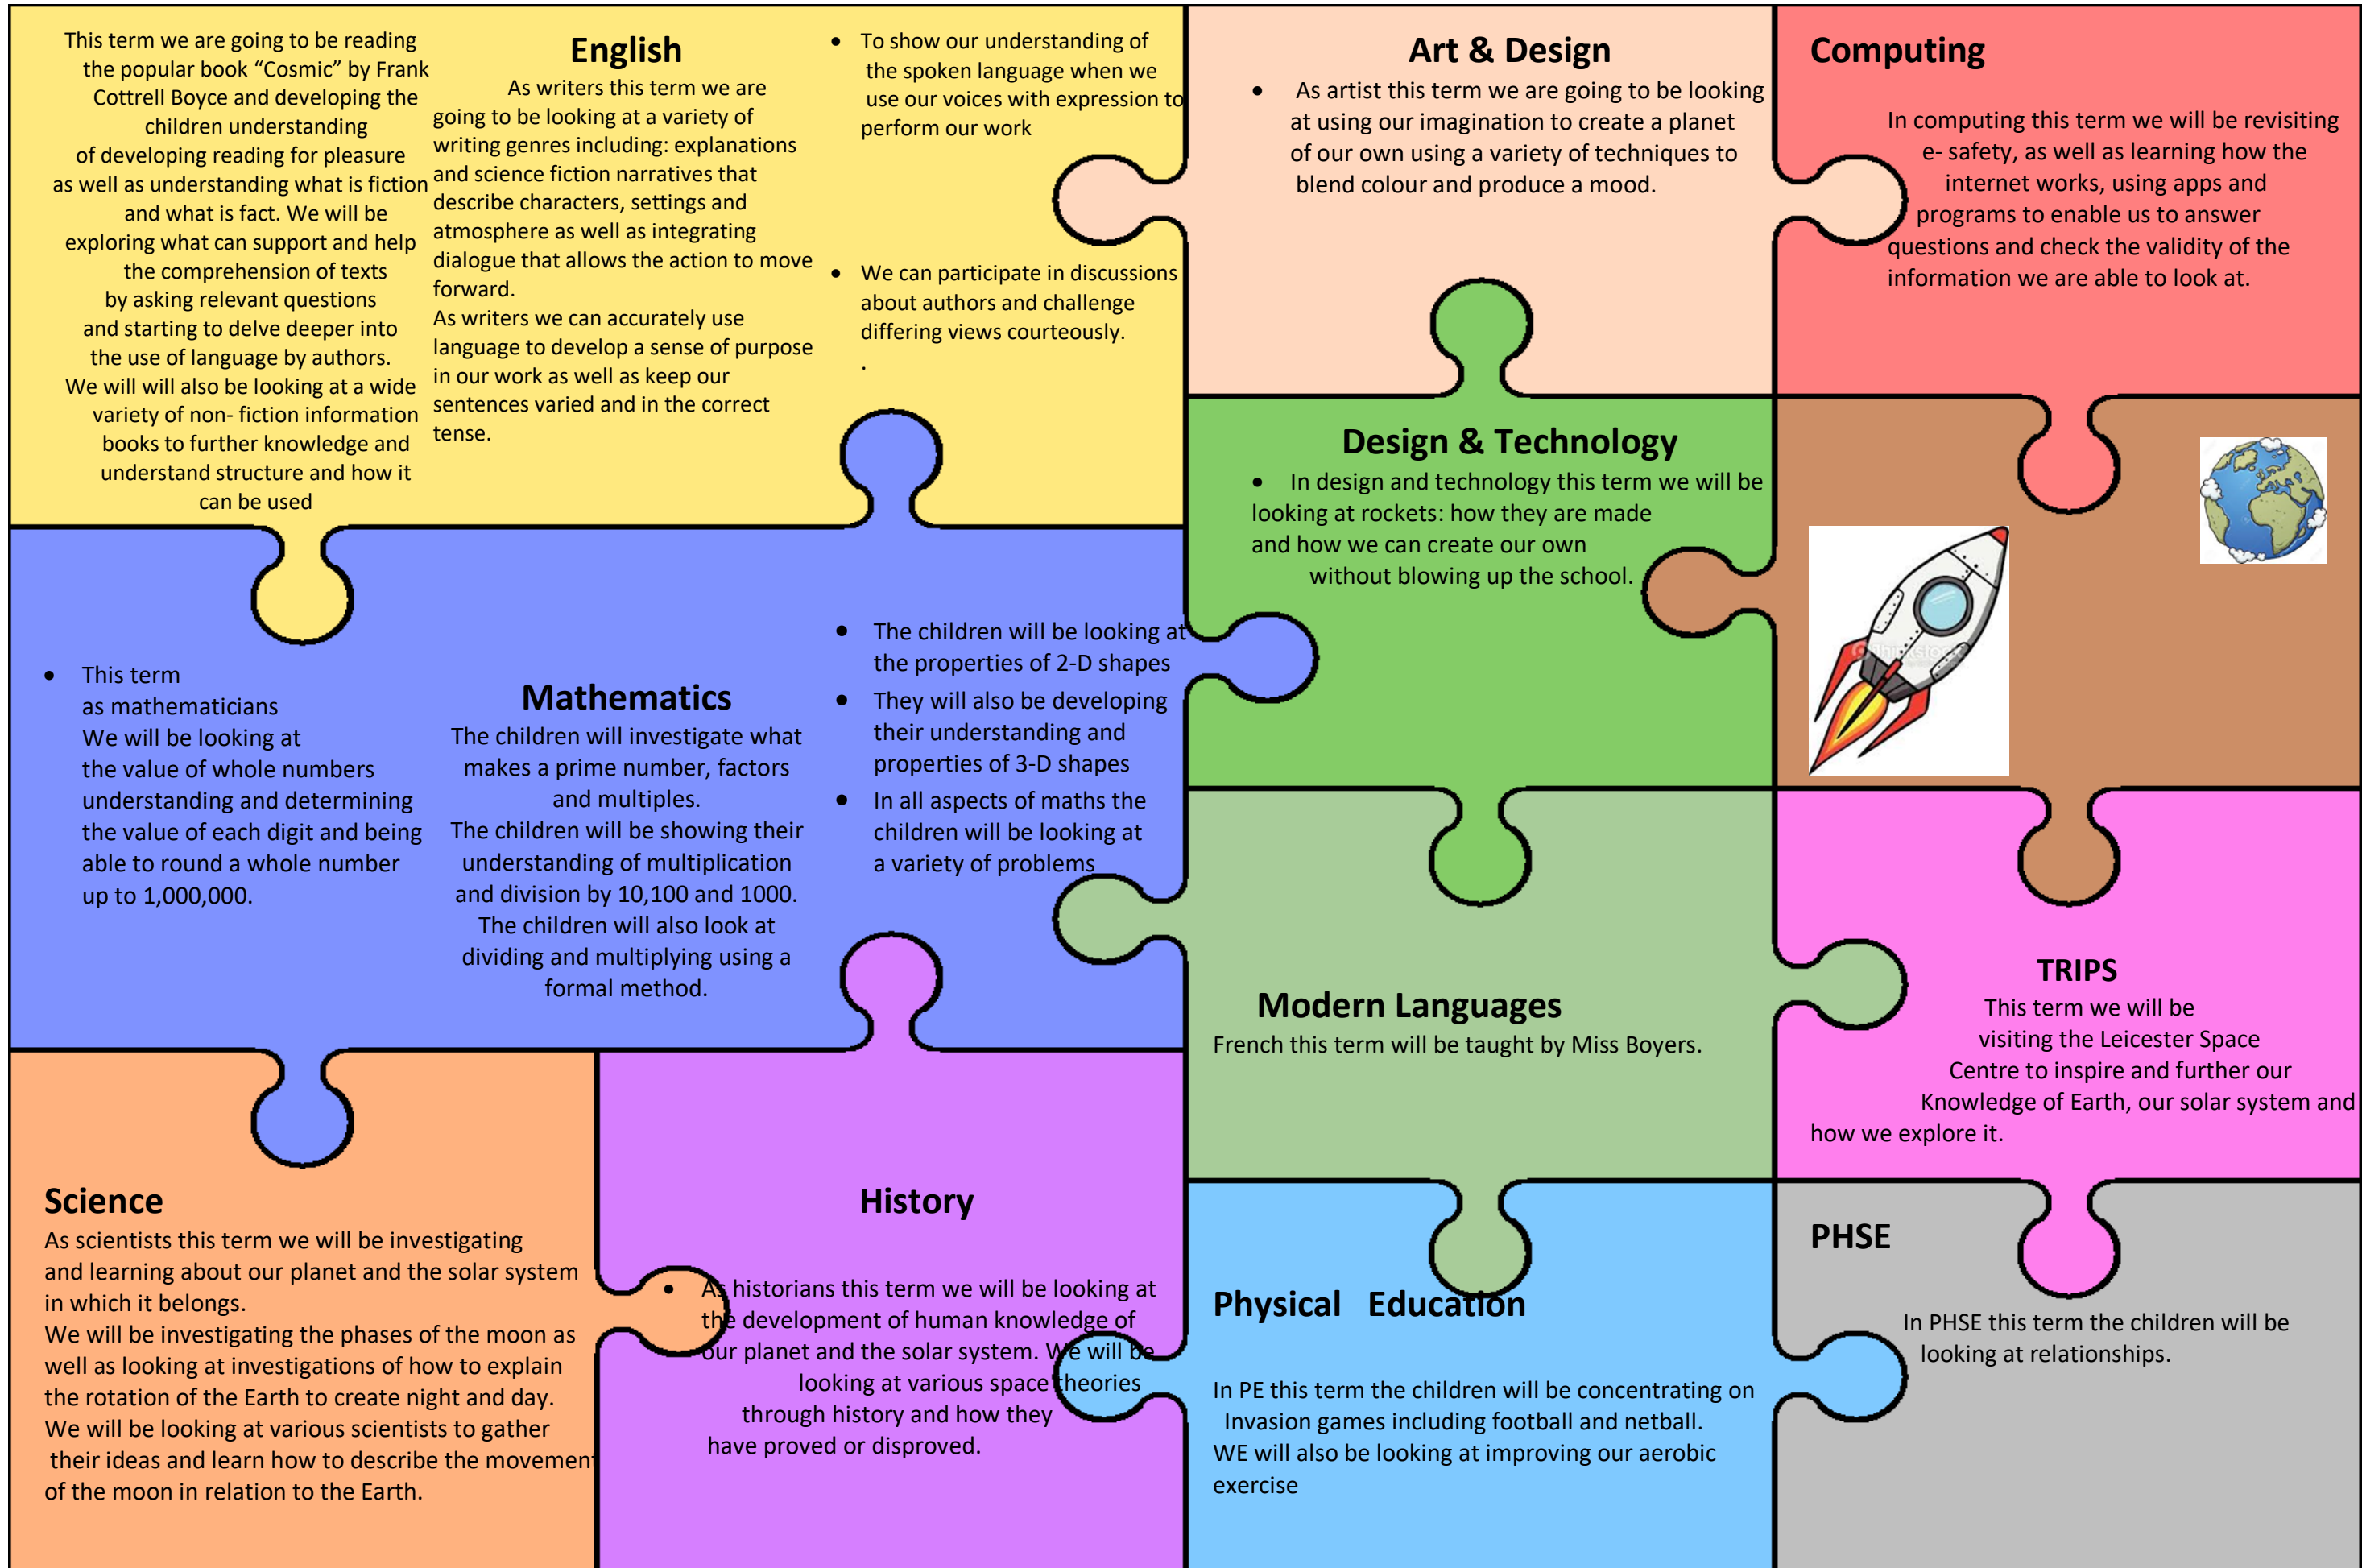 This term we are going to be reading
the popular book “Cosmic” by Frank
Cottrell Boyce and developing the
children understanding
of developing reading for pleasure
as well as understanding what is fiction
and what is fact. We will be
exploring what can support and help
the comprehension of texts
by asking relevant questions
and starting to delve deeper into
the use of language by authors.
We will will also be looking at a wide
variety of non- fiction information
books to further knowledge and
understand structure and how it
can be used
English
As writers this term we are
going to be looking at a variety of
writing genres including: explanations
and science fiction narratives that
describe characters, settings and
atmosphere as well as integrating
dialogue that allows the action to move
forward.
As writers we can accurately use
language to develop a sense of purpose
in our work as well as keep our
sentences varied and in the correct
tense.
• To show our understanding of
the spoken language when we
use our voices with expression to
perform our work
• We can participate in discussions
about authors and challenge
differing views courteously.
.
Art & Design
• As artist this term we are going to be looking
at using our imagination to create a planet
of our own using a variety of techniques to
blend colour and produce a mood.
Computing
In computing this term we will be revisiting
e- safety, as well as learning how the
internet works, using apps and
programs to enable us to answer
questions and check the validity of the
information we are able to look at.
Design & Technology
• In design and technology this term we will be
looking at rockets: how they are made
and how we can create our own
without blowing up the school.
• This term
as mathematicians
We will be looking at
the value of whole numbers
understanding and determining
the value of each digit and being
able to round a whole number
up to 1,000,000.
Mathematics
The children will investigate what
makes a prime number, factors
and multiples.
The children will be showing their
understanding of multiplication
and division by 10,100 and 1000.
The children will also look at
dividing and multiplying using a
formal method.
• The children will be looking at
the properties of 2-D shapes
• They will also be developing
their understanding and
properties of 3-D shapes
• In all aspects of maths the
children will be looking at
a variety of problems
Modern Languages
French this term will be taught by Miss Boyers.
TRIPS
This term we will be
visiting the Leicester Space
Centre to inspire and further our
Knowledge of Earth, our solar system and
how we explore it.
Science
As scientists this term we will be investigating
and learning about our planet and the solar system
in which it belongs.
We will be investigating the phases of the moon as
well as looking at investigations of how to explain
the rotation of the Earth to create night and day.
We will be looking at various scientists to gather
their ideas and learn how to describe the movement
of the moon in relation to the Earth.
History
• As historians this term we will be looking at
the development of human knowledge of
our planet and the solar system. We will be
looking at various space theories
through history and how they
have proved or disproved.
Physical Education
In PE this term the children will be concentrating on
Invasion games including football and netball.
WE will also be looking at improving our aerobic
exercise
PHSE
In PHSE this term the children will be
looking at relationships.